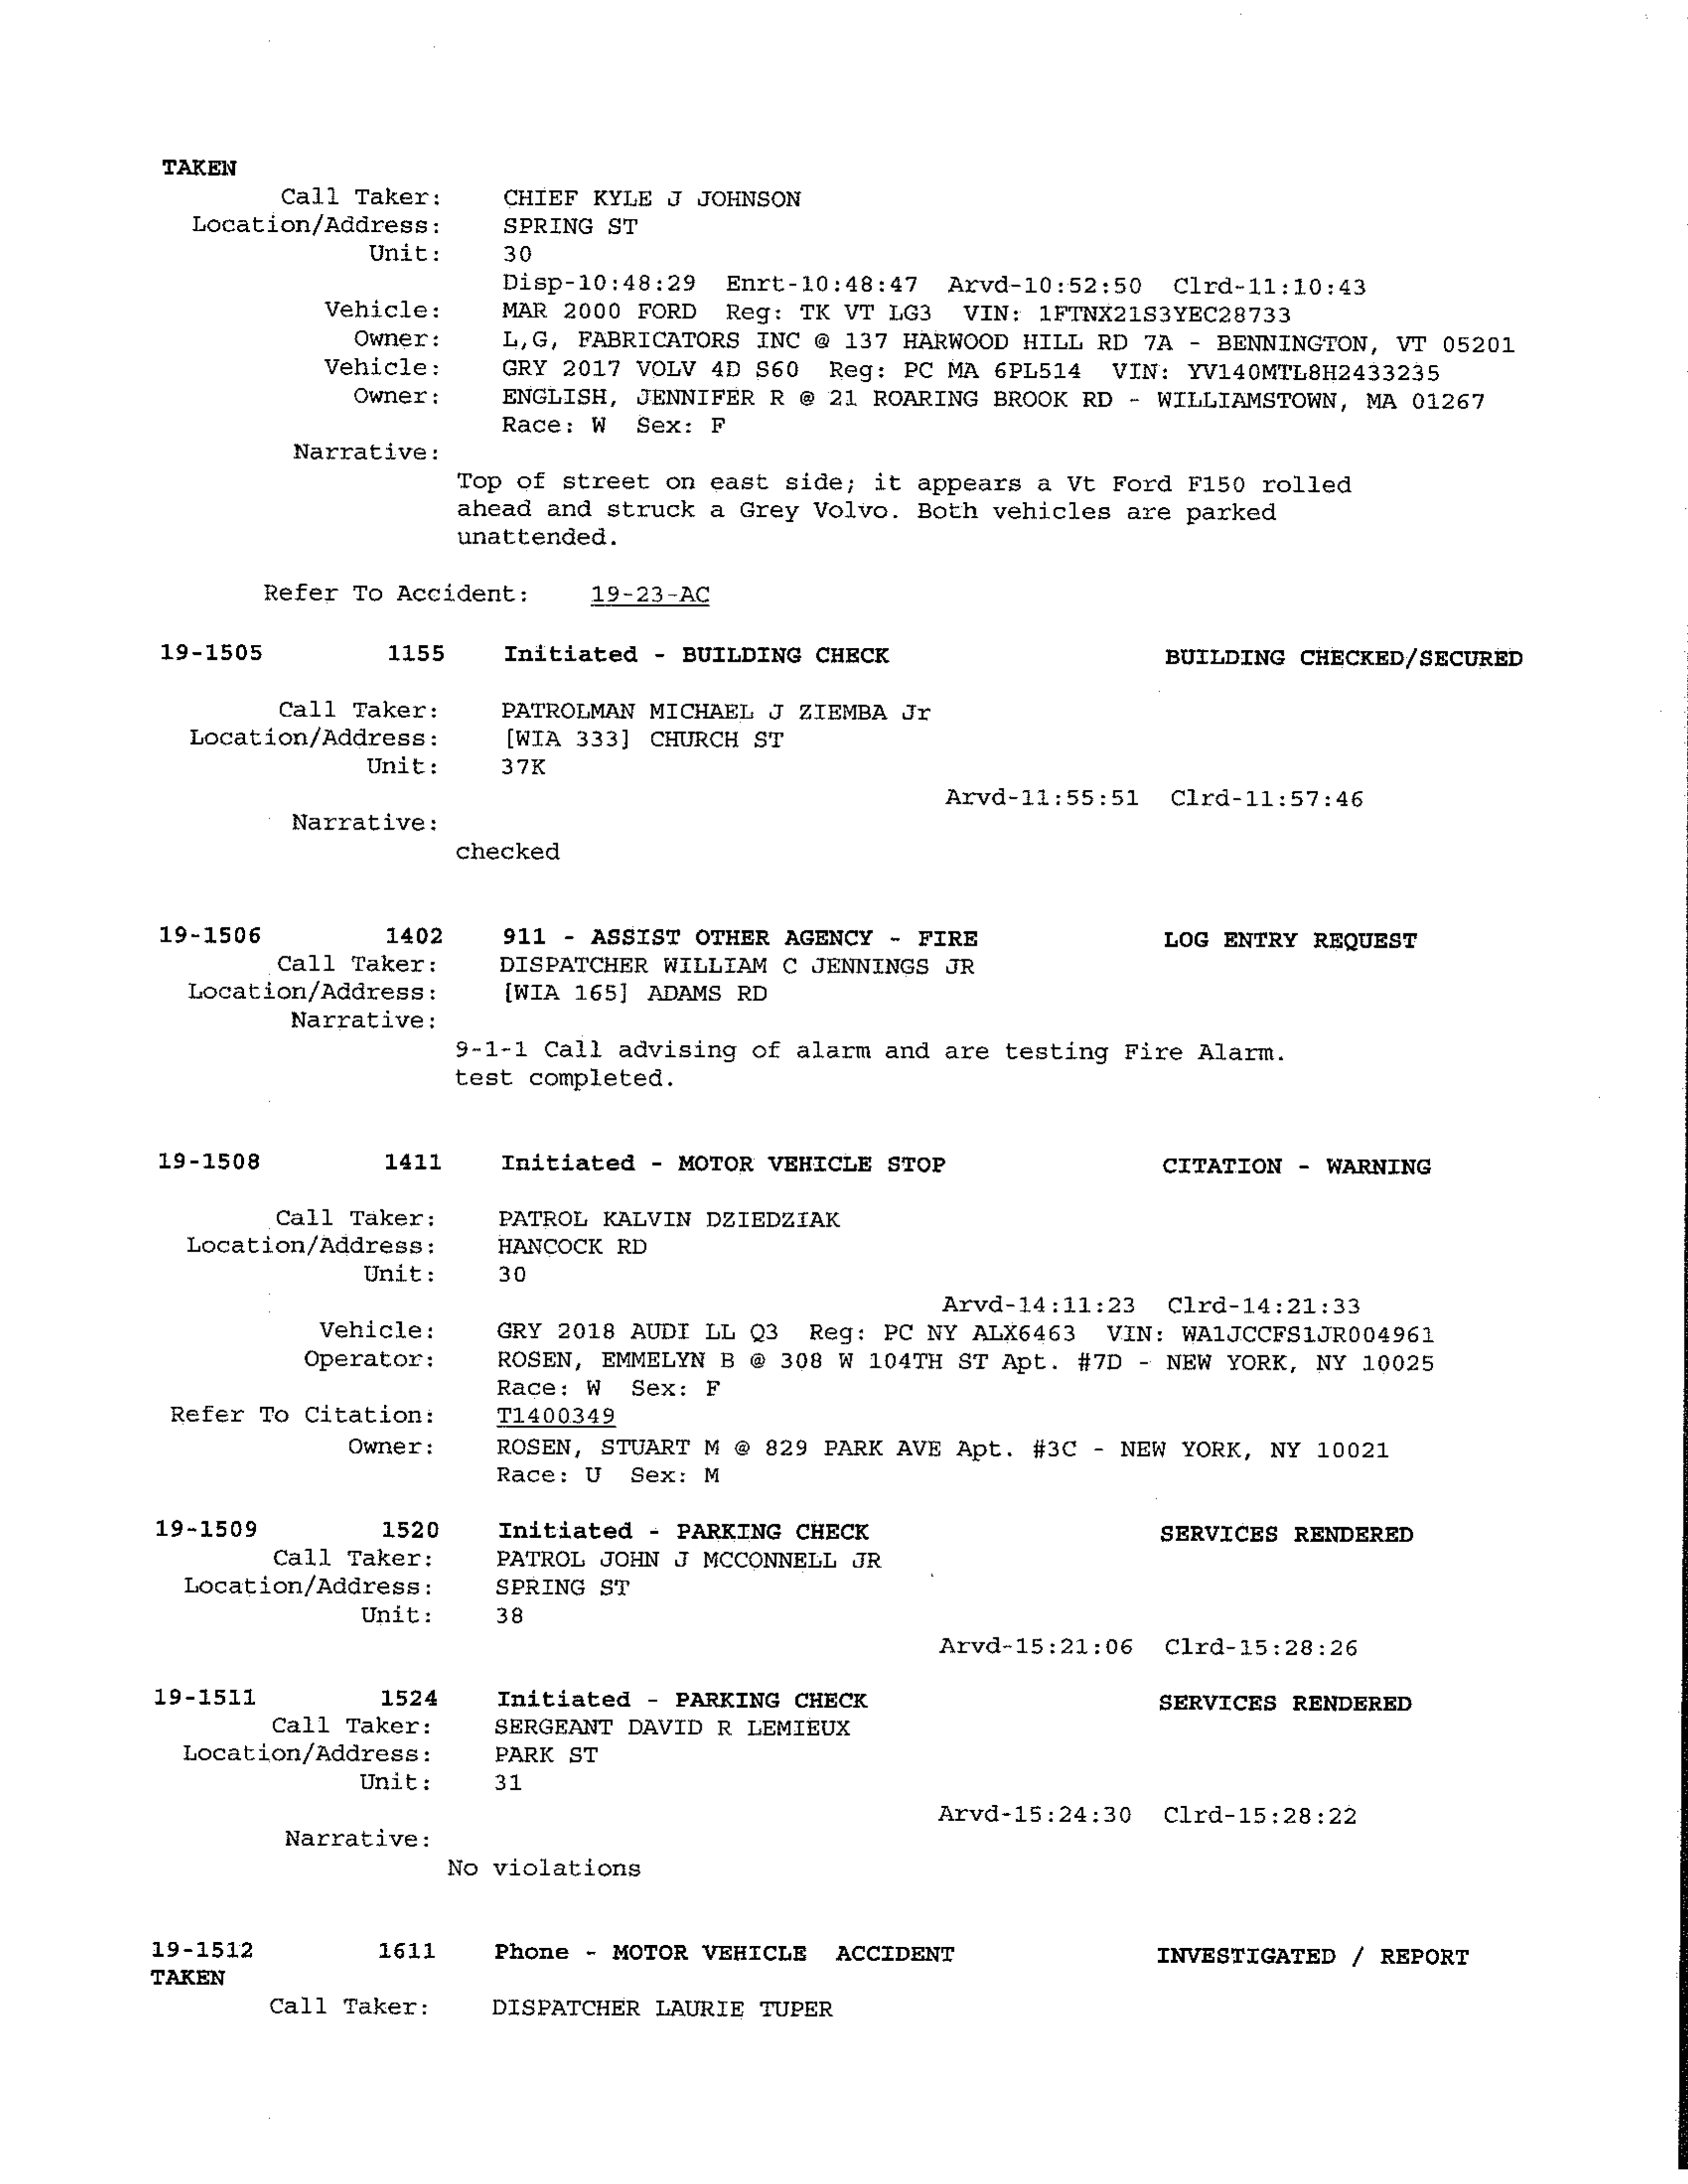 TAKEN
Call Taker: CHIEF KYLE J JOHNSON
Location/Address: SPRING ST
Unit: 30
Disp-10:48:29 Enrt-10:48:47 Arvd-10:52:50 Clrd-11:10:43
Vehicle: MAR 2000 FORD Reg: TK VT LG3 VIN: 1FTNX21S3YEC28733
Owner: L,G, FABRICATORS INC @ 137 HARWOOD HILL RD 7A - BENNINGTON, VT 05201
Vehicle: GRY 2017 VOLV 4D S60 Reg: PC MA 6PL514 VIN: YV140MTL8H2433235
Owner: ENGLISH, JENNIFER R @ 21 ROARING BROOK RD - WILLIAMSTOWN, MA 01267
Race: W Sex: F
Narrative:
Top of street on east side; it appears a Vt Ford F150 rolled
ahead and struck a Grey Volvo. Both vehicles are parked
unattended.
Refer To Accident: 19-23-AC
19-1505 1155 Initiated - BUILDING CHECK BUILDING CHECKED/SECURED
Call Taker: PATROLMAN MICHAEL J ZIEMBA Jr
Location/Address: [WIA 333] CHURCH ST
Unit: 37K
Arvd-11:55:51 Clrd-11:57:46
Narrative:
checked
19-1506 1402 911 - ASSIST OTHER AGENCY - FIRE LOG ENTRY REQUEST
Call Taker: DISPATCHER WILLIAM C JENNINGS JR
Location/Address: [WIA 165] ADAMS RD
Narrative:
9-1-1 Call advising of alarm and are testing Fire Alarm.
test completed.
19-1508 1411 Initiated - MOTOR VEHICLE STOP CITATION - WARNING
Call Taker: PATROL KALVIN DZIEDZIAK
Location/Address: HANCOCK RD
Unit: 30
Arvd-14:11:23 Clrd-14:21:33
Vehicle: GRY 2018 AUDI LL Q3 Reg: PC NY ALX6463 VIN: WA1JCCFS1JR004961
Operator: ROSEN, EMMELYN B @ 308 W 104TH ST Apt. #7D - NEW YORK, NY 10025
Race: W Sex: F
Refer To Citation: T1400349
Owner: ROSEN, STUART M @ 829 PARK AVE Apt. #3C - NEW YORK, NY 10021
Race: U Sex: M
19-1509 1520 Initiated - PARKING CHECK SERVICES RENDERED
Call Taker: PATROL JOHN J MCCONNELL JR
Location/Address: SPRING ST
Unit: 38
Arvd-15:21:06 Clrd-15:28:26
19-1511 1524 Initiated - PARKING CHECK SERVICES RENDERED
Call Taker: SERGEANT DAVID R LEMIEUX
Location/Address: PARK ST
Unit: 31
Arvd-15:24:30 Clrd-15:28:22
Narrative:
No violations
19-1512 1611 Phone - MOTOR VEHICLE ACCIDENT INVESTIGATED / REPORT
TAKEN
Call Taker: DISPATCHER LAURIE TUPER